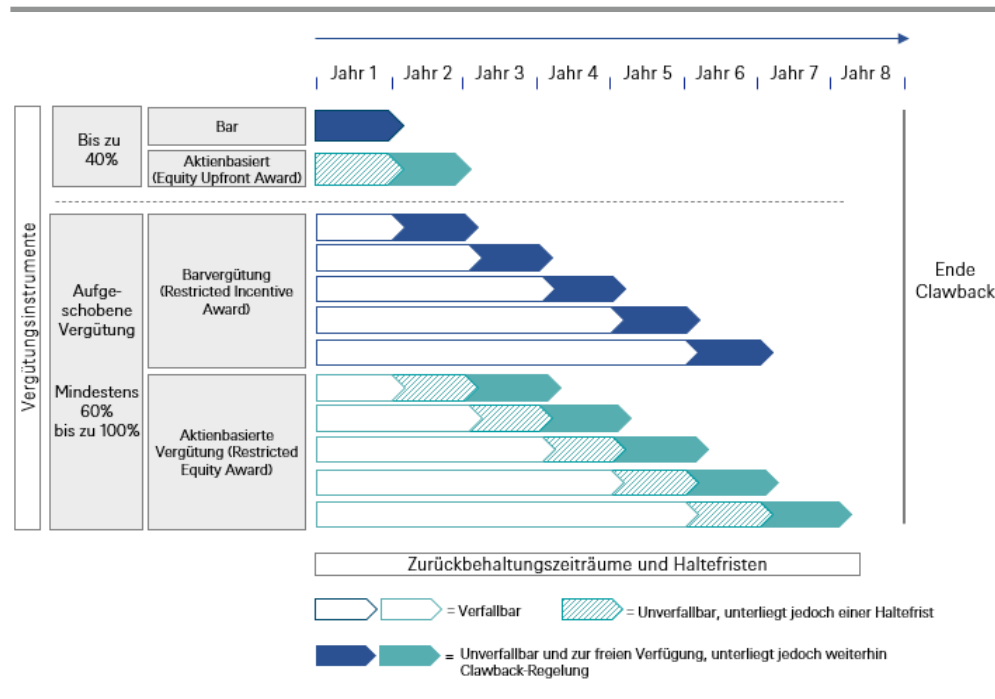 Jahr 1 Jahr 2 Jahr 3 Jahr 4 Jahr 5 Jahr 6 Jahr 7 Jahr 8
Vergütungsinstrumente
Bis zu
40%
Bar
Aktienbasiert
(Equity Upfront Award)
Aufge-
schobene
Vergütung
Mindestens
60%
bis zu 100%
Barvergütung
(Restricted Incentive
Award)
Aktienbasierte
Vergütung (Restricted
Equity Award)
Ende
Clawback
Zurückbehaltungszeiträume und Haltefristen
= Verfallbar
= Unverfallbar, unterliegt jedoch einer Haltefrist
= Unverfallbar und zur freien Verfügung, unterliegt jedoch weiterhin
Clawback-Regelung